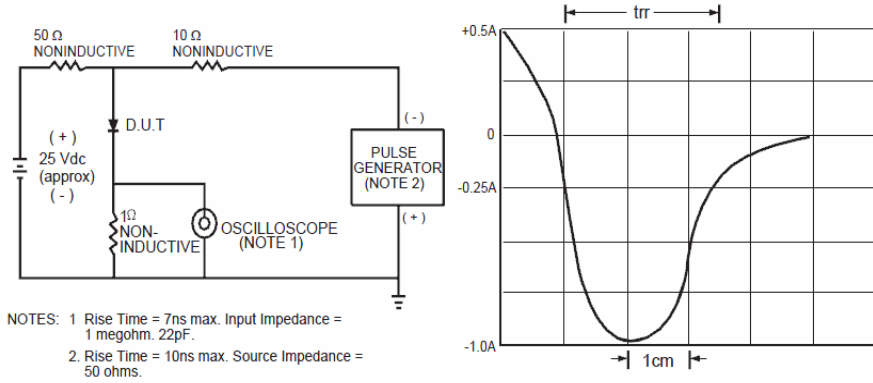 50 Ω
NONINDUCTIVE
10 Ω
NONINDUCTIVE
( + )
25 Vdc
(approx)
( - )
D.U.T
1Ω
NON-
INDUCTIVE
OSCILLOSCOPE
(NOTE 1)
( - )
PULSE
GENERATOR
(NOTE 2)
( + )
NOTES: 1 Rise Time = 7ns max. Input Impedance =
1 megohm. 22pF.
2. Rise Time = 10ns max. Source Impedance =
50 ohms.
trr
+0.5A
0
-0.25A
-1.0A
1cm